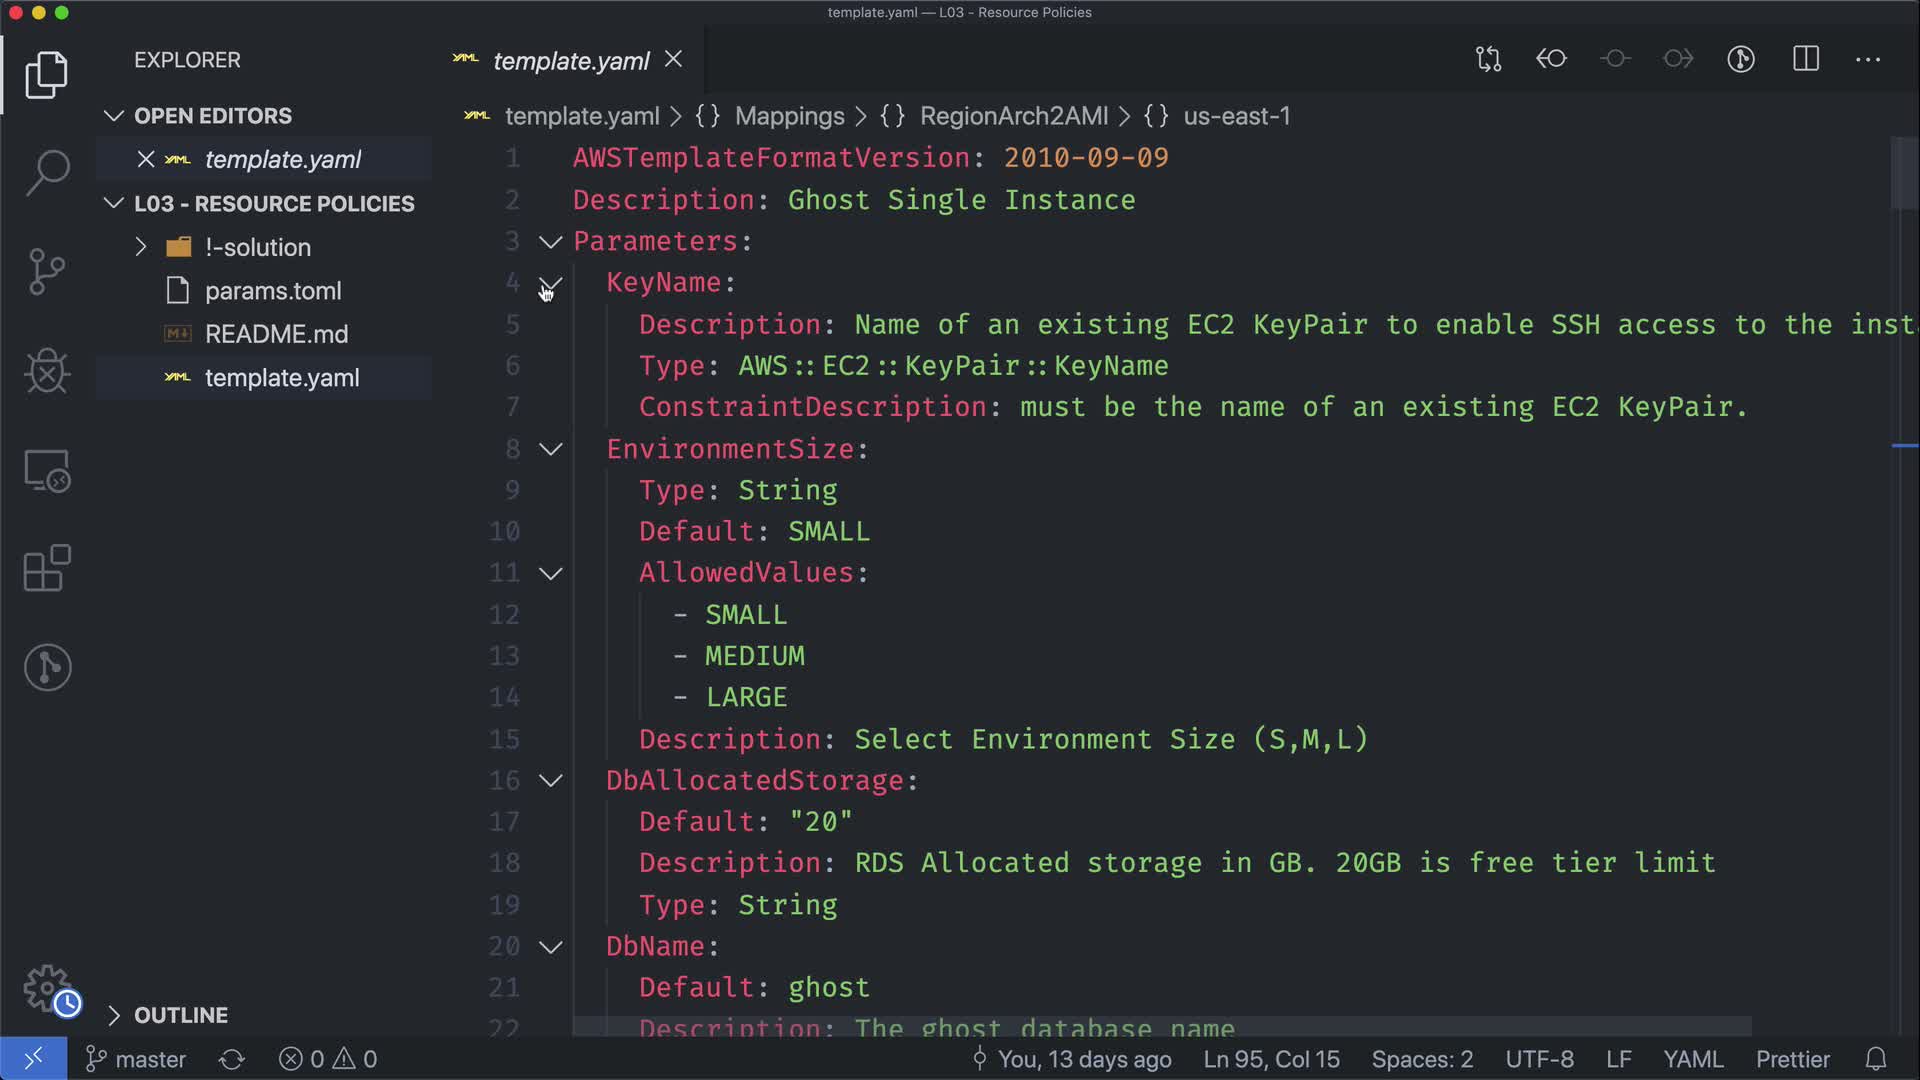 template.yaml — L03 - Resource Policies
EXPLORER
template.yaml
OPEN EDITORS
template.yaml
L03 - RESOURCE POLICIES
!-solution
params.toml
README.md
template.yaml
OUTLINE
template.yaml > {} Mappings > {} RegionArch2AMI > {} us-east-1
1 AWSTemplateFormatVersion: 2010-09-09
2 Description: Ghost Single Instance
3 Parameters:
4 KeyName:
5 Description: Name of an existing EC2 KeyPair to enable SSH access to the inst
6 Type: AWS::EC2::KeyPair::KeyName
7 ConstraintDescription: must be the name of an existing EC2 KeyPair.
8 EnvironmentSize:
9 Type: String
10 Default: SMALL
11 AllowedValues:
12 - SMALL
13 - MEDIUM
14 - LARGE
15 Description: Select Environment Size (S,M,L)
16 DbAllocatedStorage:
17 Default: "20"
18 Description: RDS Allocated storage in GB. 20GB is free tier limit
19 Type: String
20 DbName:
21 Default: ghost
22 Description: The ghost database name
master 0 0 You, 13 days ago Ln 95, Col 15 Spaces: 2 UTF-8 LF YAML Prettier